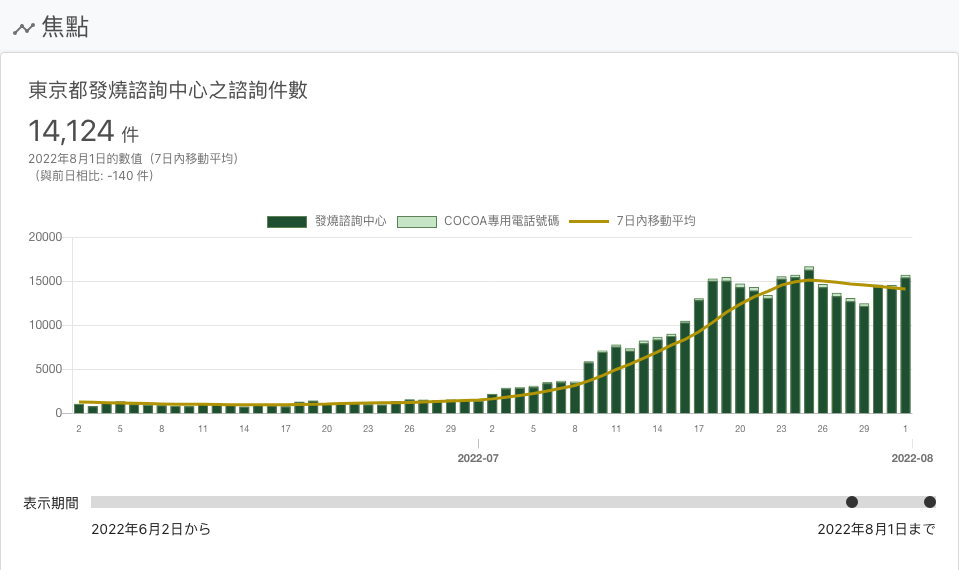 焦點
東京都發燒諮詢中心之諮詢件數
14,124 件
2022年8月1日的數值（7日內移動平均）
（與前日相比: -140 件）
發燒諮詢中心 COCOA專用電話號碼 7日內移動平均
20000
15000
10000
5000
0
2 5 8 11 14 17 20 23 26 29 2 5 8 11 14 17 20 23 26 29 1
2022-07 2022-08
表示期間
2022年6月2日から 2022年8月1日まで